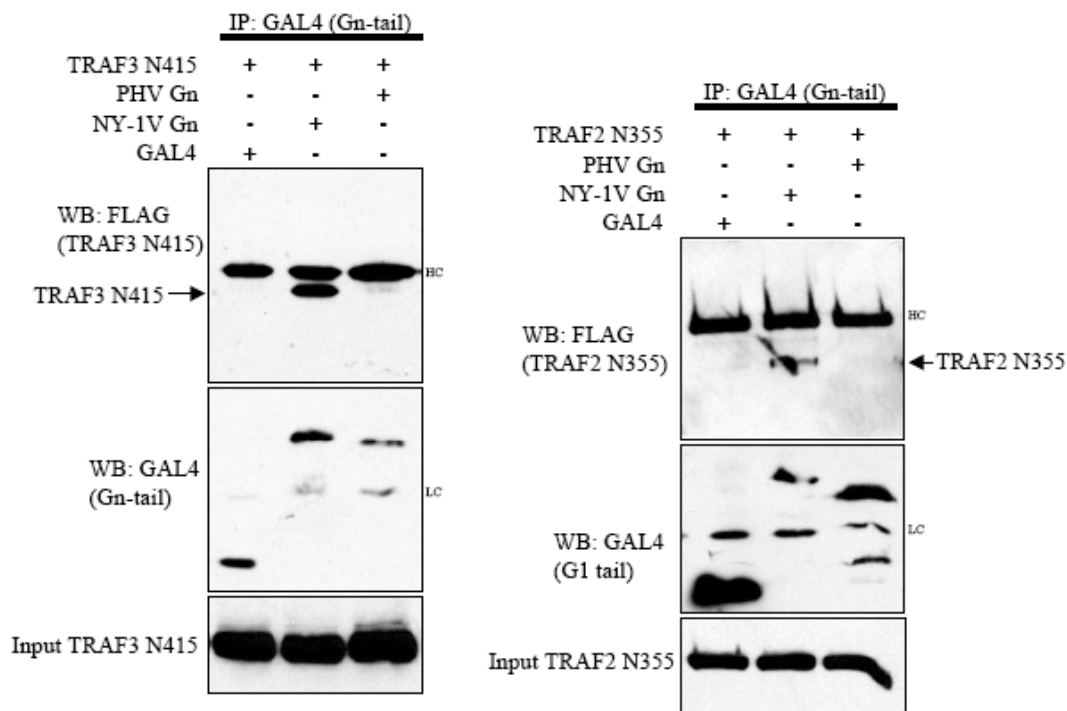 IP: GAL4 (Gn-tail)
TRAF3 N415 + + +
PHV Gn - - +
NY-1V Gn - + -
GAL4 + - -
WB: FLAG
(TRAF3 N415)
HC
TRAF3 N415
WB: GAL4
(Gn-tail)
LC
Input TRAF3 N415
IP: GAL4 (Gn-tail)
TRAF2 N355 + + +
PHV Gn - - +
NY-1V Gn - + -
GAL4 + - -
HC
WB: FLAG
(TRAF2 N355)
TRAF2 N355
LC
WB: GAL4
(G1 tail)
Input TRAF2 N355